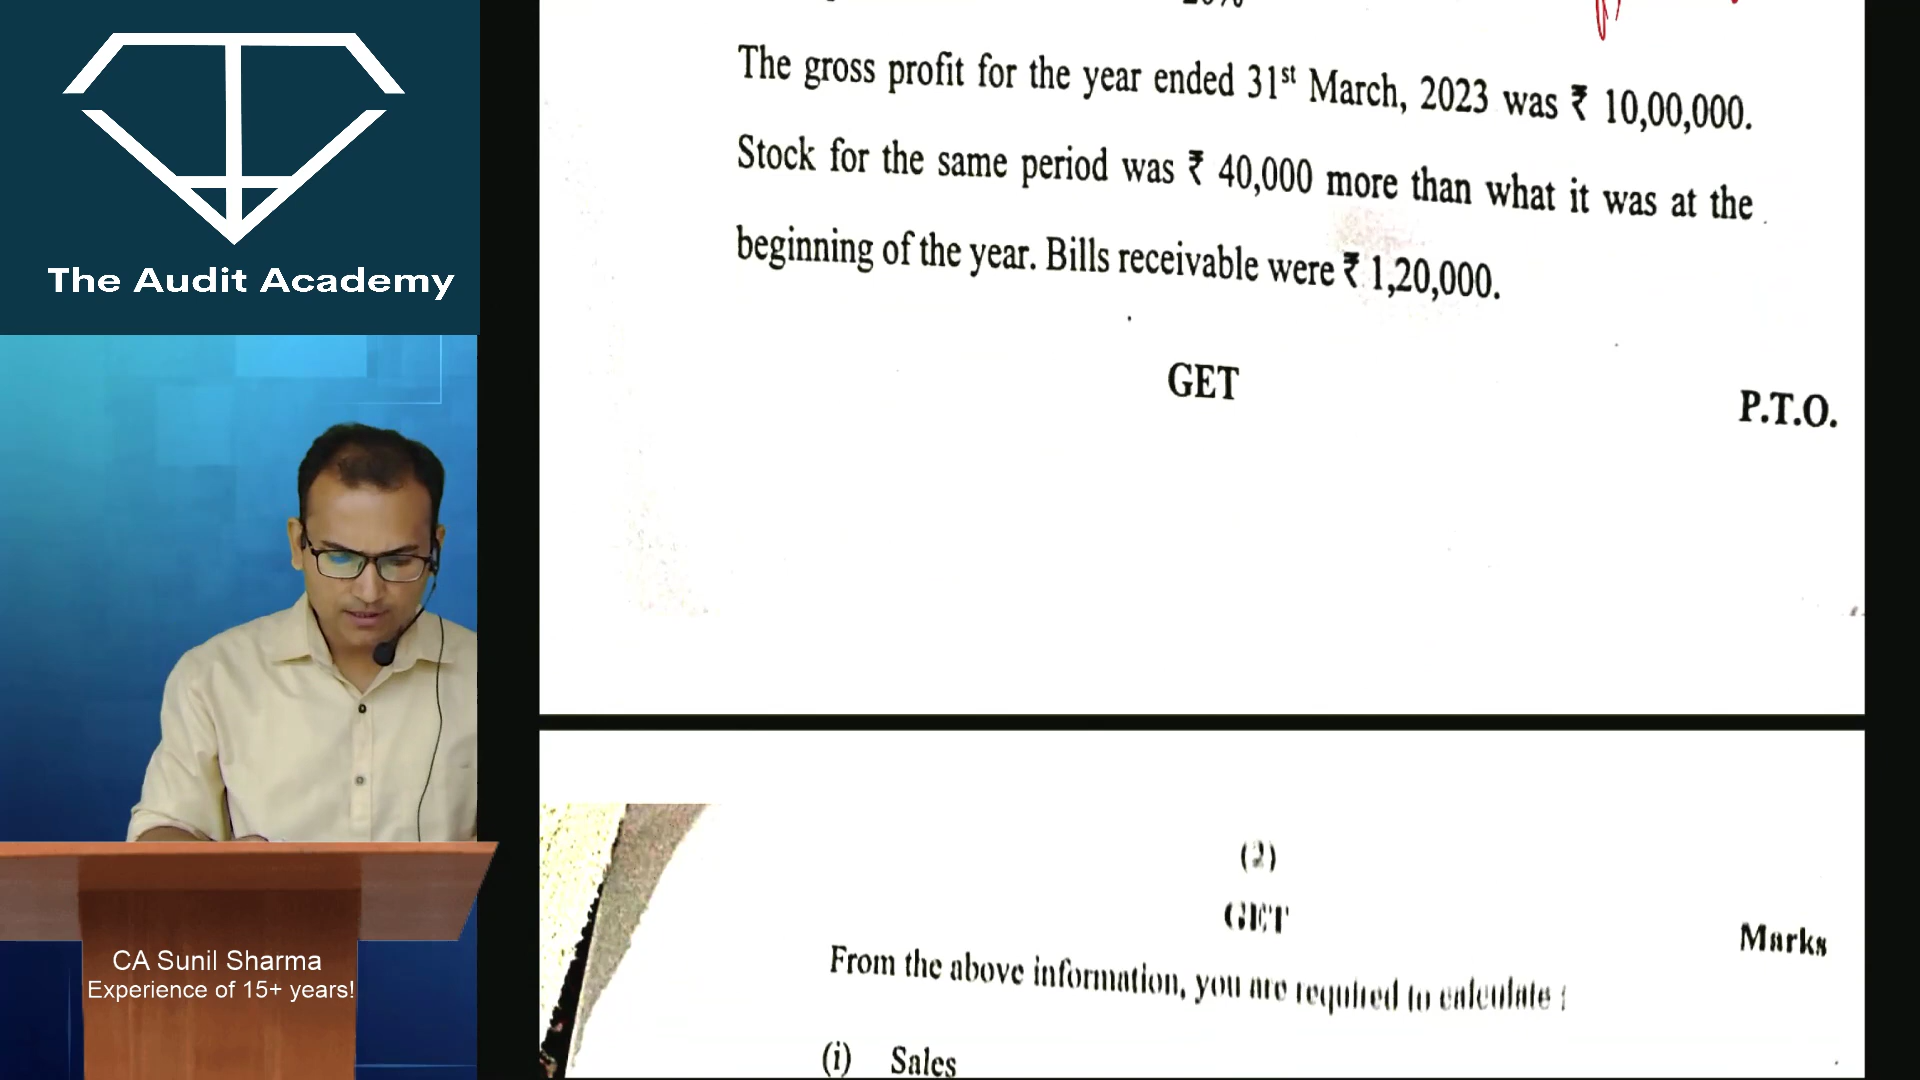 The Audit Academy
CA Sunil Sharma
Experience of 15+ years!
The gross profit for the year ended 31st March, 2023 was ₹ 10,00,000.
Stock for the same period was ₹ 40,000 more than what it was at the
beginning of the year. Bills receivable were ₹ 1,20,000.
GET
P.T.O.
(2)
GET
Marks
From the above information, you are required to calculate :
(i) Sales